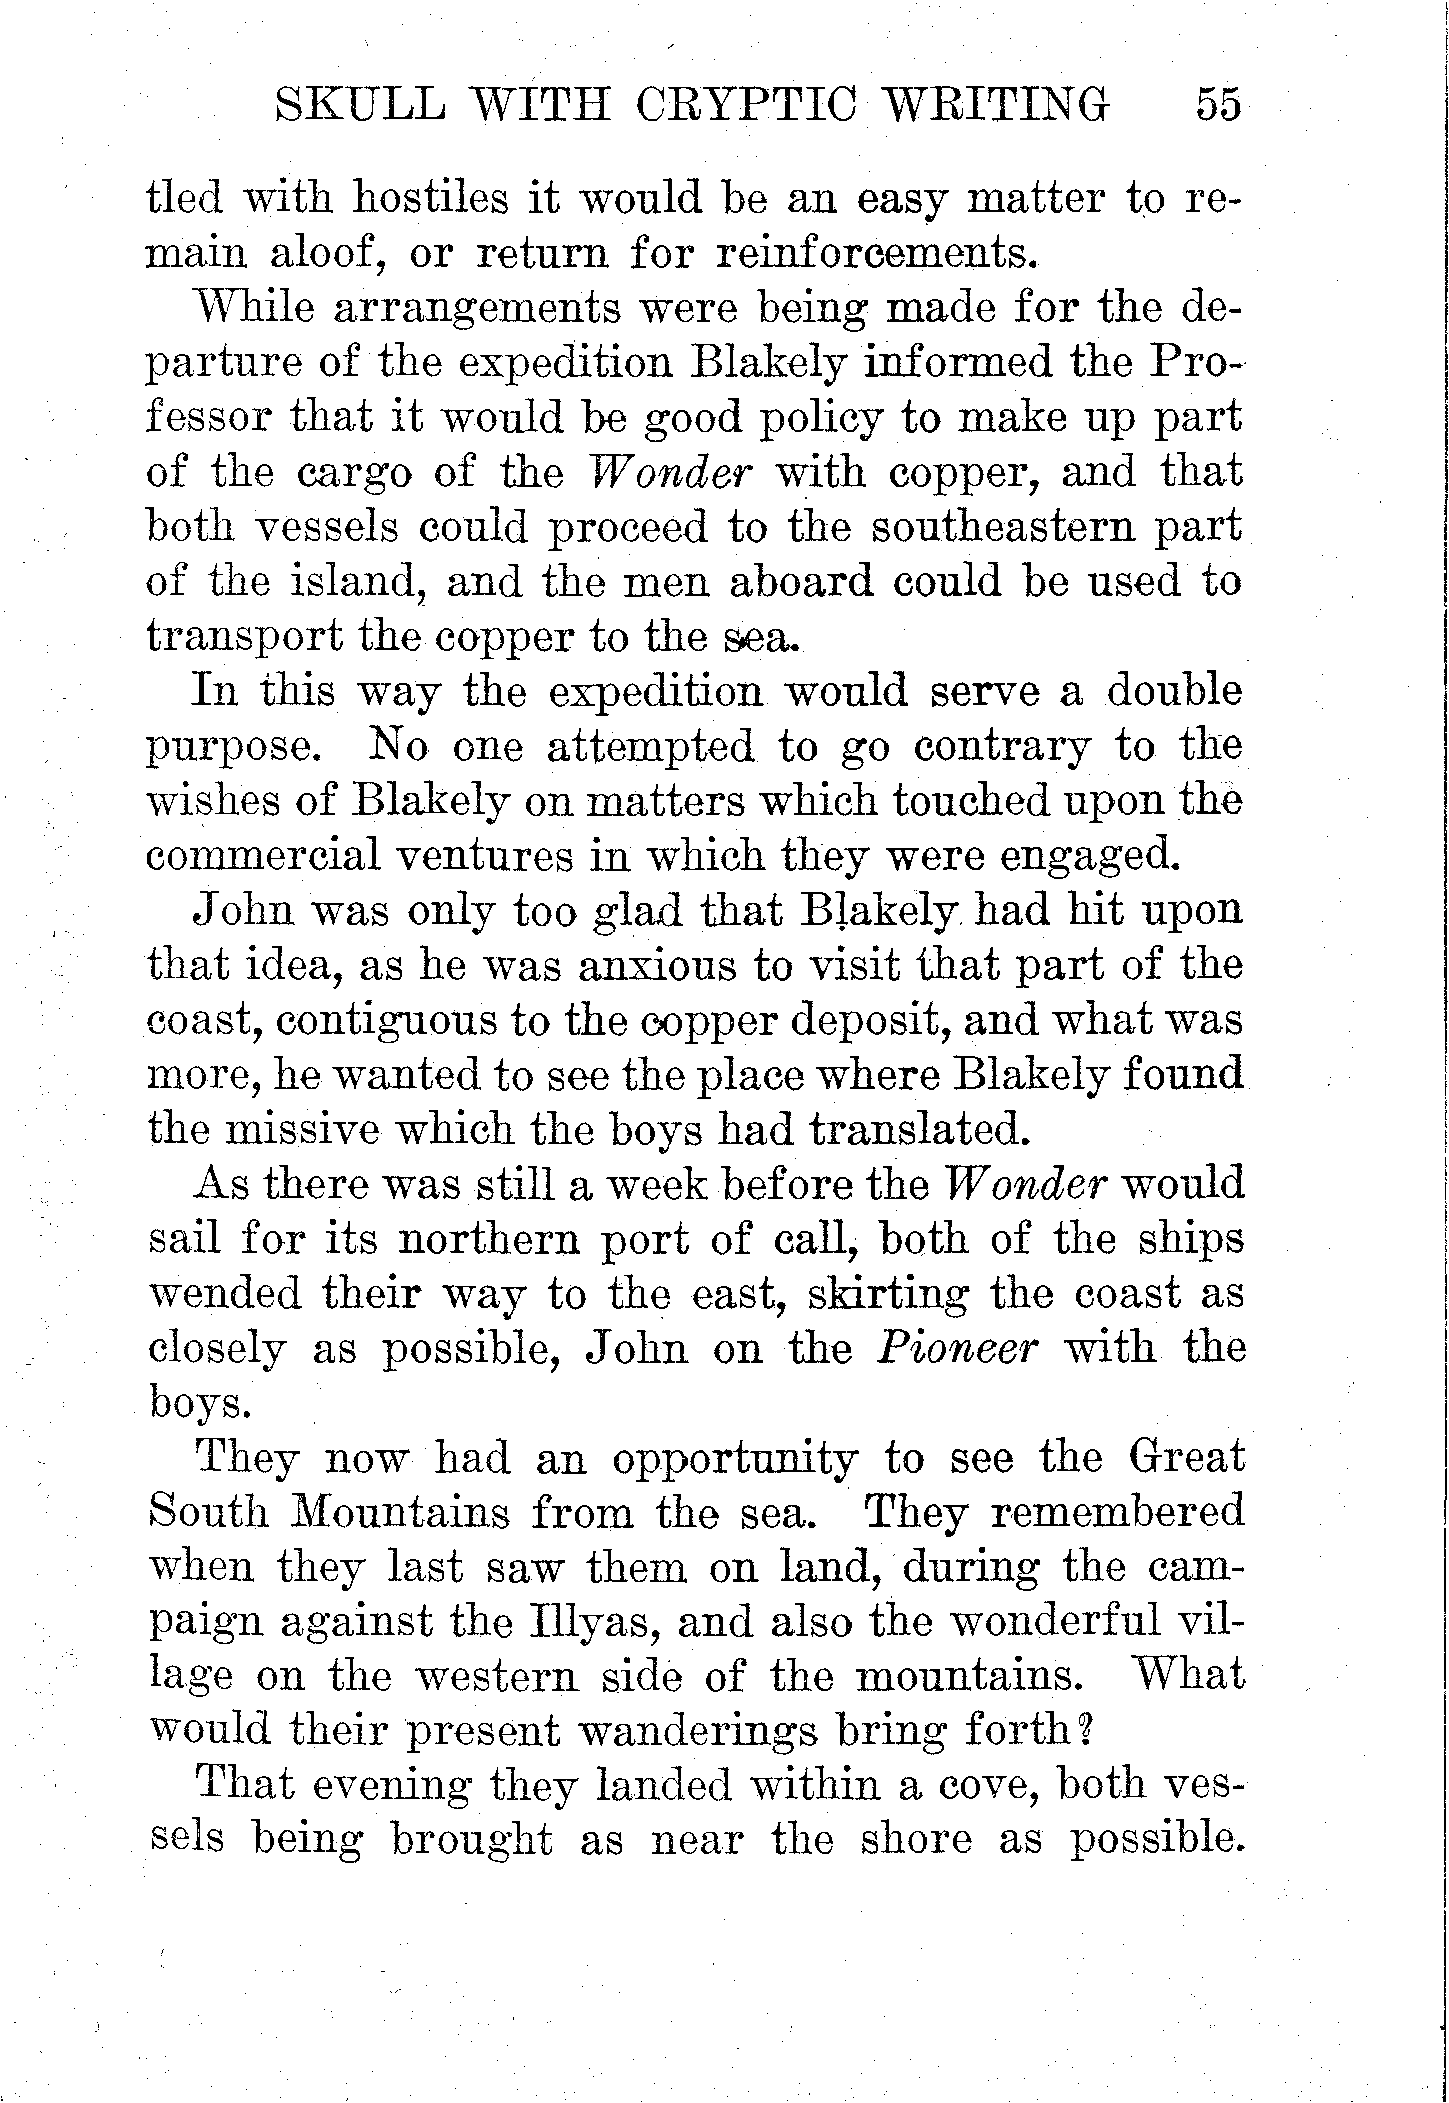 SKULL WITH CRYPTIC WRITING 55
tled with hostiles it would be an easy matter to re-
main aloof, or return for reinforcements.
While arrangements were being made for the de-
parture of the expedition Blakely informed the Pro-
fessor that it would be good policy to make up part
of the cargo of the Wonder with copper, and that
both vessels could proceed to the southeastern part
of the island, and the men aboard could be used to
transport the copper to the sea.
In this way the expedition would serve a double
purpose. No one attempted to go contrary to the
wishes of Blakely on matters which touched upon the
commercial ventures in which they were engaged.
John was only too glad that Blakely had hit upon
that idea, as he was anxious to visit that part of the
coast, contiguous to the copper deposit, and what was
more, he wanted to see the place where Blakely found
the missive which the boys had translated.
As there was still a week before the Wonder would
sail for its northern port of call, both of the ships
wended their way to the east, skirting the coast as
closely as possible, John on the Pioneer with the
boys.
They now had an opportunity to see the Great
South Mountains from the sea. They remembered
when they last saw them on land, during the cam-
paign against the Illyas, and also the wonderful vil-
lage on the western side of the mountains. What
would their present wanderings bring forth?
That evening they landed within a cove, both ves-
sels being brought as near the shore as possible.